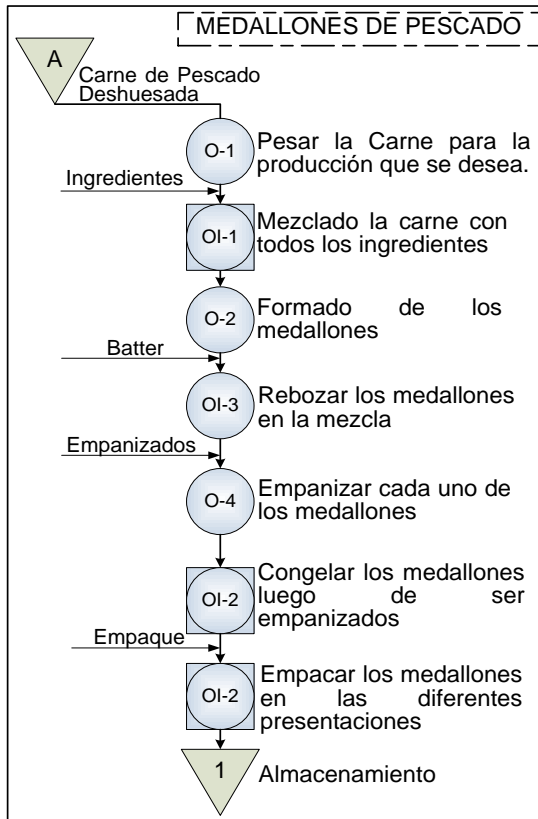 MEDALLONES DE PESCADO
A
Carne de Pescado
Deshuesada
O-1
Pesar la Carne para la
producción que se desea.
Ingredientes
OI-1
Mezclado la carne con
todos los ingredientes
O-2
Formado de los
medallones
Batter
OI-3
Rebozar los medallones
en la mezcla
Empanizados
O-4
Empanizar cada uno de
los medallones
OI-2
Congelar los medallones
luego de ser
empanizados
Empaque
OI-2
Empacar los medallones
en las diferentes
presentaciones
1
Almacenamiento